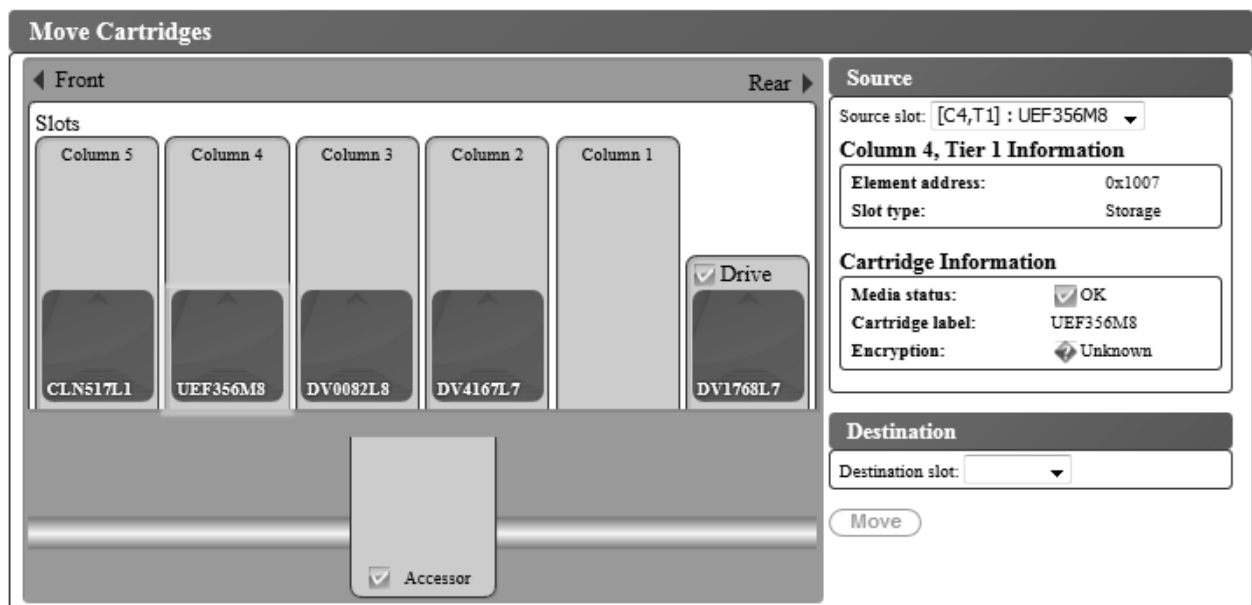 Move Cartridges
Front
Rear
Slots
Column 5
Column 4
Column 3
Column 2
Column 1
Drive
CLN517L1
UEF356M8
DV0082L8
DV4167L7
DV1768L7
Accessor
Source
Source slot: [C4,T1] : UEF356M8
Column 4, Tier 1 Information
Element address: 0x1007
Slot type: Storage
Cartridge Information
Media status: OK
Cartridge label: UEF356M8
Encryption: Unknown
Destination
Destination slot:
Move